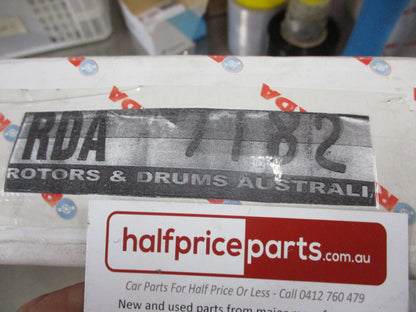 RDA 7182
ROTORS & DRUMS AUSTRALI
halfpriceparts.com.au
Car Parts For Half Price Or Less - Call 0412 760 479
New and used parts from major